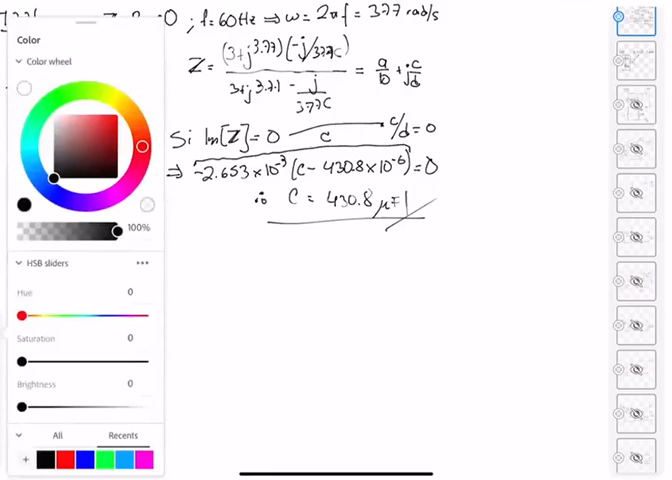 =0 ; f=60Hz ⇒ ω = 2πf = 377 rad/s
Color
Color wheel
Z = (3+j3.77)(-j/377C) / (3+j3.77 - j/377C) = a/b + j c/d
Si Im[Z]=0 c/d=0
C
⇒ -2.653×10⁻³ (C - 430.8×10⁻⁶)=0
∴ C = 430.8 μF
100%
HSB sliders
Hue 0
Saturation 0
Brightness 0
All Recents